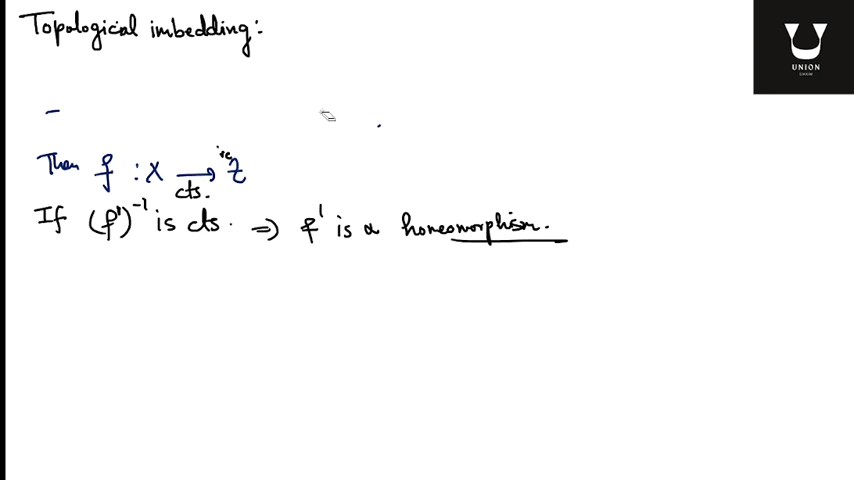 Topological imbedding:
UNION
Then f : X → Z
cts.
If (f')⁻¹ is cts. ⇒ f' is a homeomorphism.